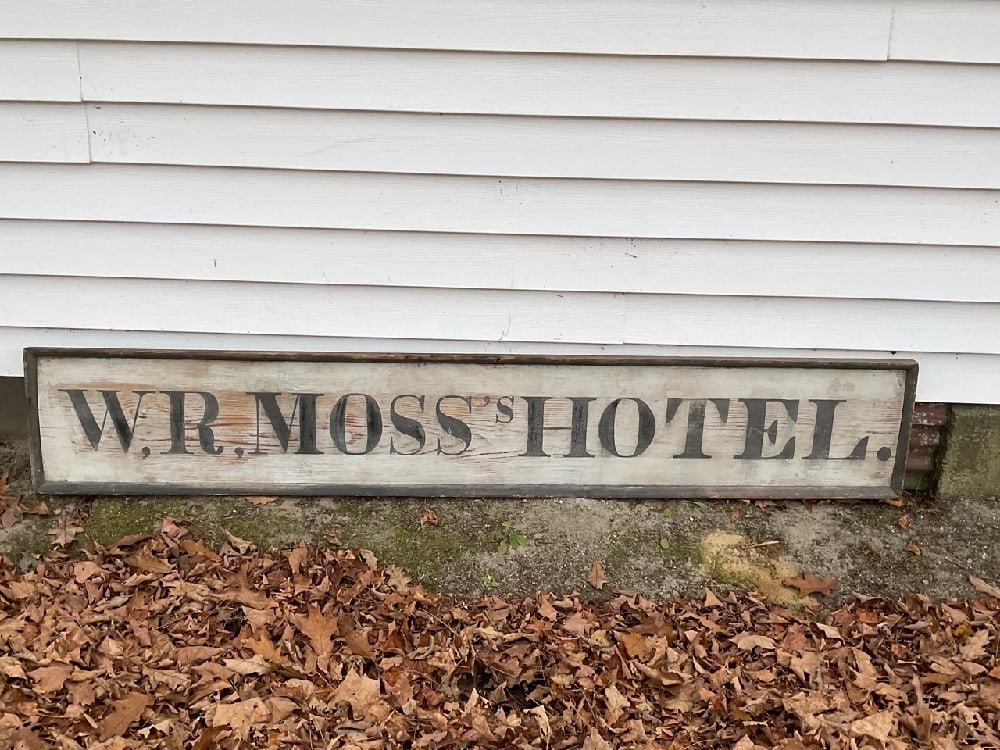 W, R, MOSS'S HOTEL.